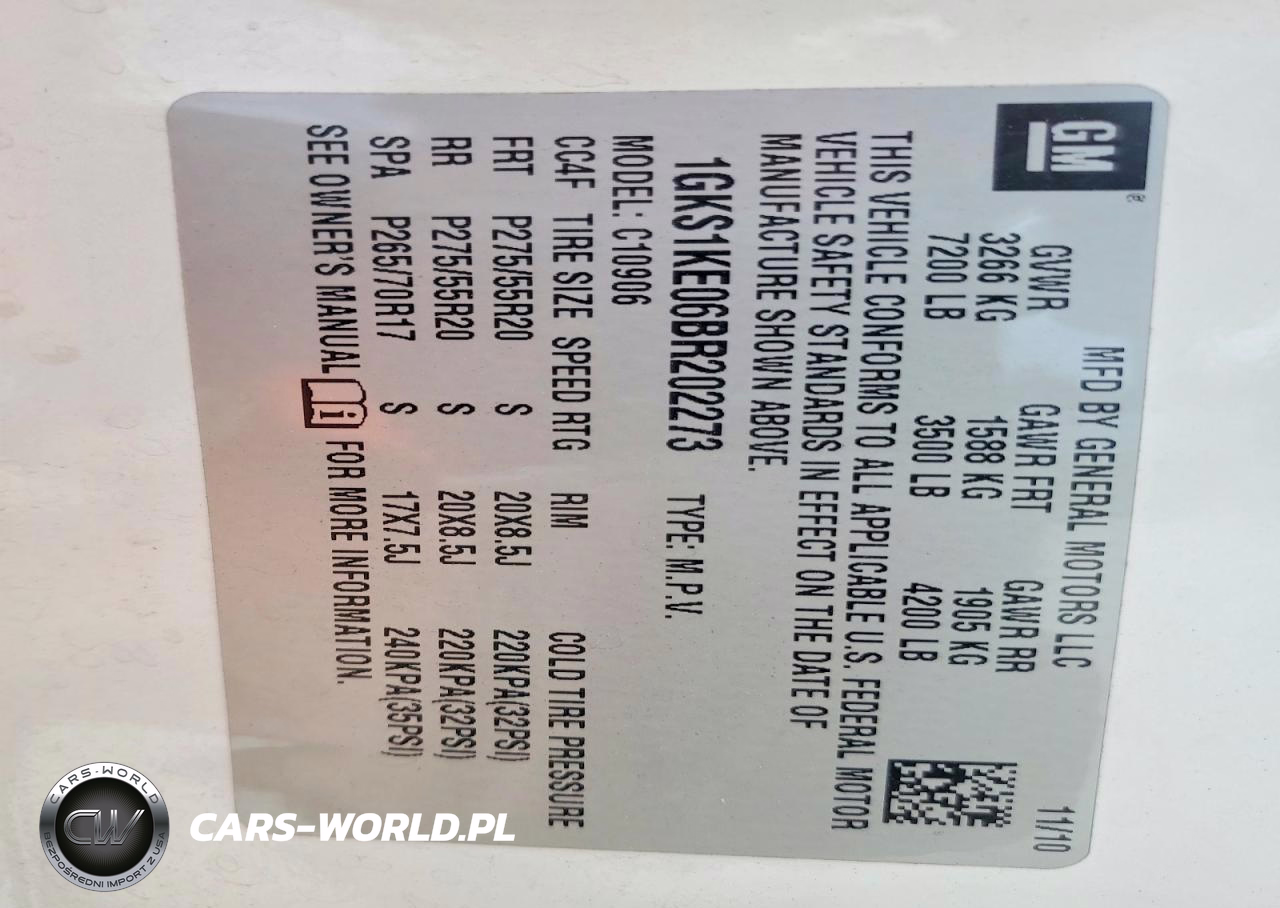 GM®
MFD BY GENERAL MOTORS LLC 11/10
GVWR GAWR FRT GAWR RR
3266 KG 1588 KG 1905 KG
7200 LB 3500 LB 4200 LB
THIS VEHICLE CONFORMS TO ALL APPLICABLE U.S. FEDERAL MOTOR
VEHICLE SAFETY STANDARDS IN EFFECT ON THE DATE OF
MANUFACTURE SHOWN ABOVE.
1GKS1KE06BR202273 TYPE: M.P.V.
MODEL: C10906
CC4F TIRE SIZE SPEED RTG RIM COLD TIRE PRESSURE
FRT P275/55R20 S 20X8.5J 220KPA(32PSI)
RR P275/55R20 S 20X8.5J 220KPA(32PSI)
SPA P265/70R17 S 17X7.5J 240KPA(35PSI)
SEE OWNER'S MANUAL i FOR MORE INFORMATION.
CARS-WORLD
CW
BEZPOŚREDNI IMPORT Z USA
CARS-WORLD.PL